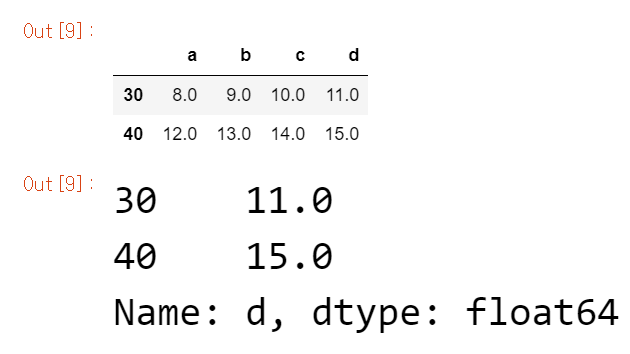 Out [9] :
a b c d
30 8.0 9.0 10.0 11.0
40 12.0 13.0 14.0 15.0
Out [9] :
30 11.0
40 15.0
Name: d, dtype: float64